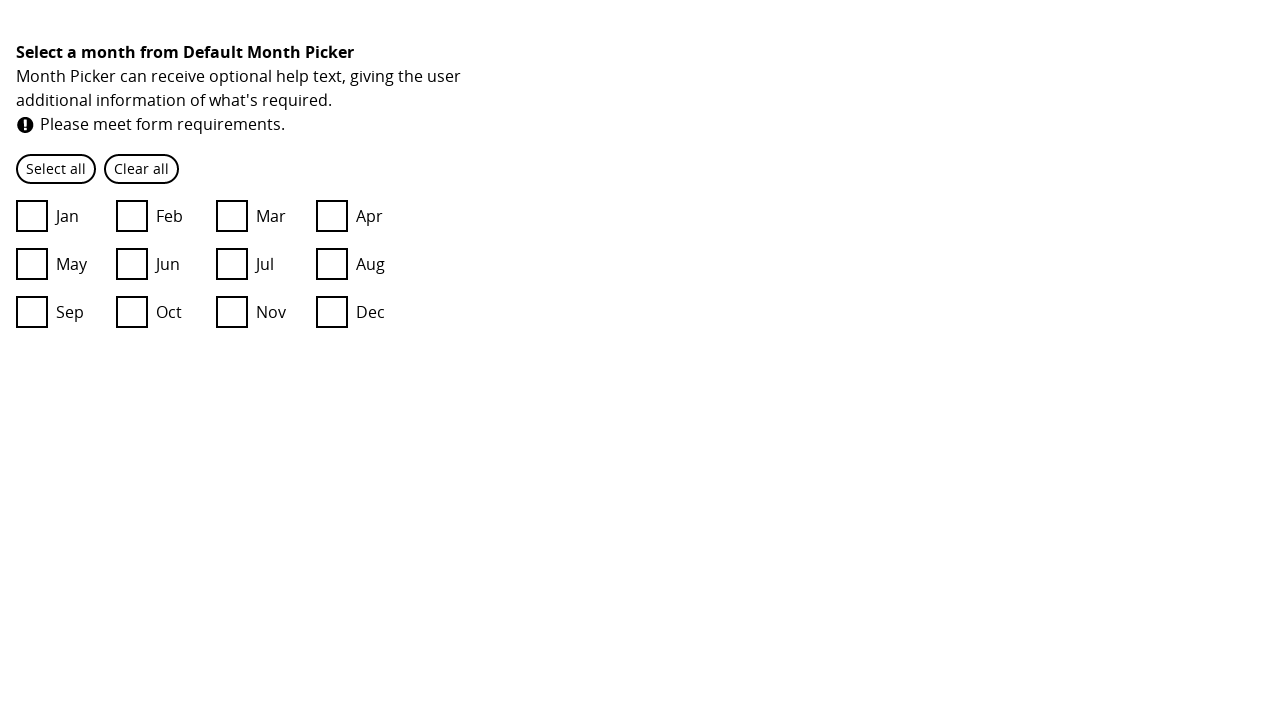 Select a month from Default Month Picker
Month Picker can receive optional help text, giving the user
additional information of what's required.
Please meet form requirements.
Select all Clear all
Jan Feb Mar Apr
May Jun Jul Aug
Sep Oct Nov Dec